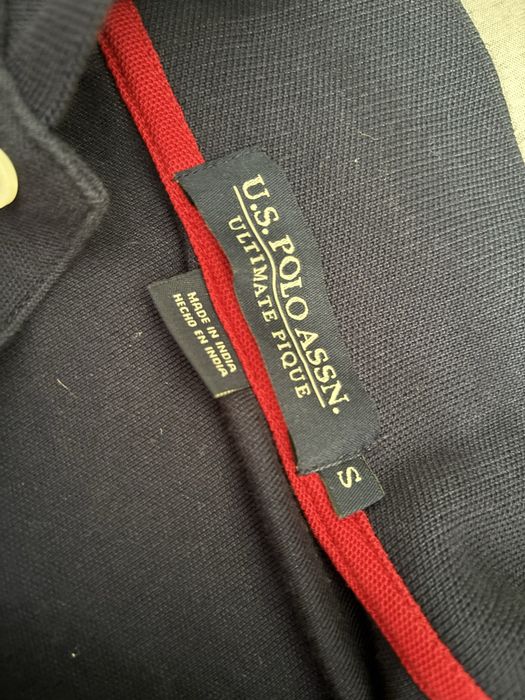 U.S. POLO ASSN.
ULTIMATE PIQUE
S
MADE IN INDIA
HECHO EN INDIA